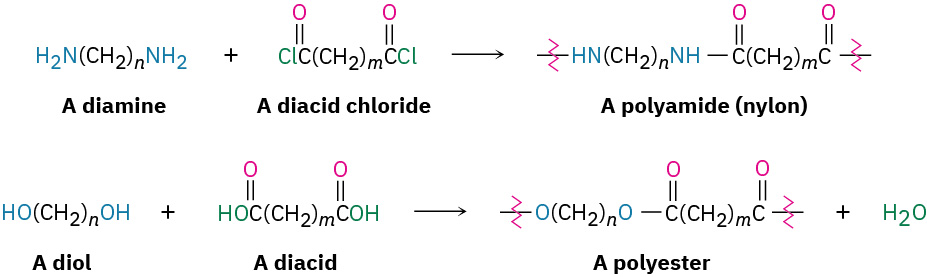 O O O O
H₂N(CH₂)ₙNH₂ + ClC(CH₂)ₘCCl ⟶ HN(CH₂)ₙNH — C(CH₂)ₘC
A diamine A diacid chloride A polyamide (nylon)
O O O O
HO(CH₂)ₙOH + HOC(CH₂)ₘCOH ⟶ O(CH₂)ₙO — C(CH₂)ₘC + H₂O
A diol A diacid A polyester